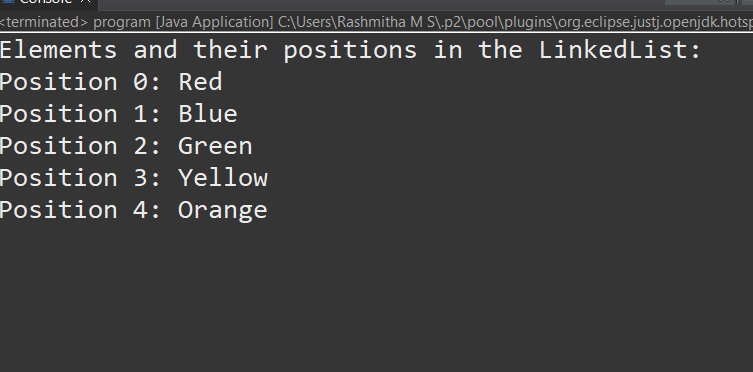 Console
<terminated> program [Java Application] C:\Users\Rashmitha M S\.p2\pool\plugins\org.eclipse.justj.openjdk.hotsp
Elements and their positions in the LinkedList:
Position 0: Red
Position 1: Blue
Position 2: Green
Position 3: Yellow
Position 4: Orange